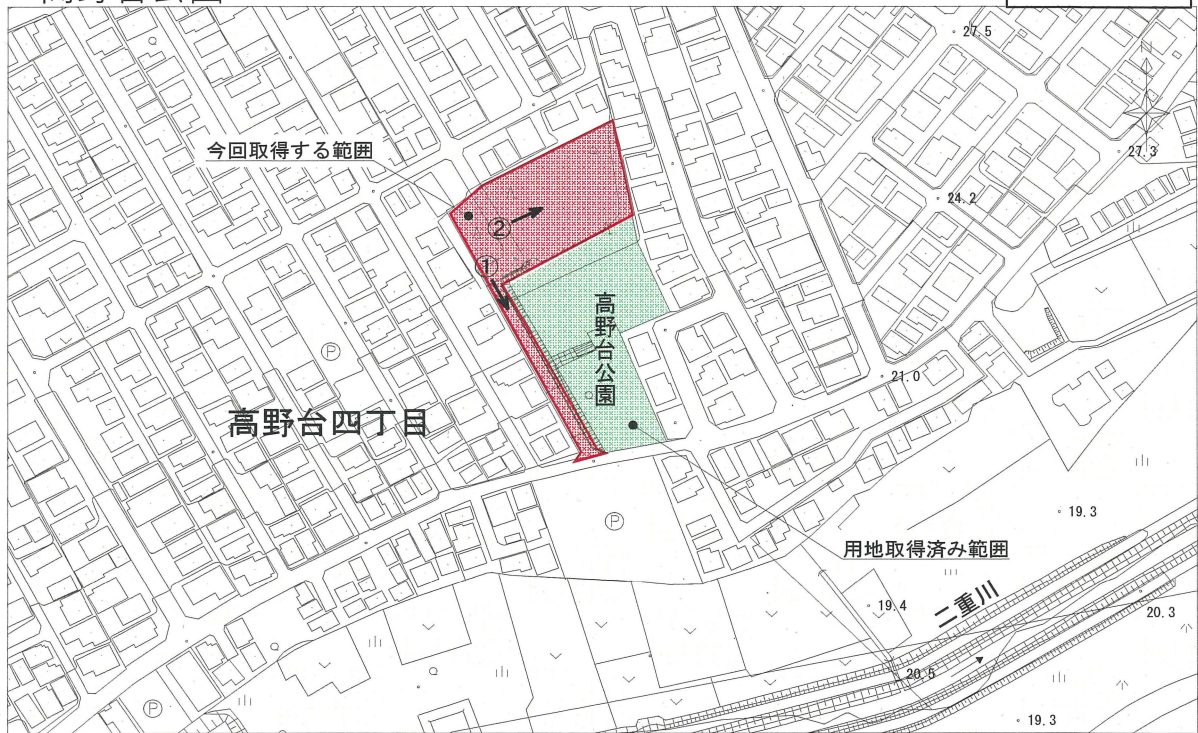 27.5
N
今回取得する範囲
27.3
24.2
②
①
高野台公園
21.0
Ⓟ
高野台四丁目
19.3
Ⓟ
用地取得済み範囲
二重川
19.4
20.3
20.5
Ⓟ
19.3